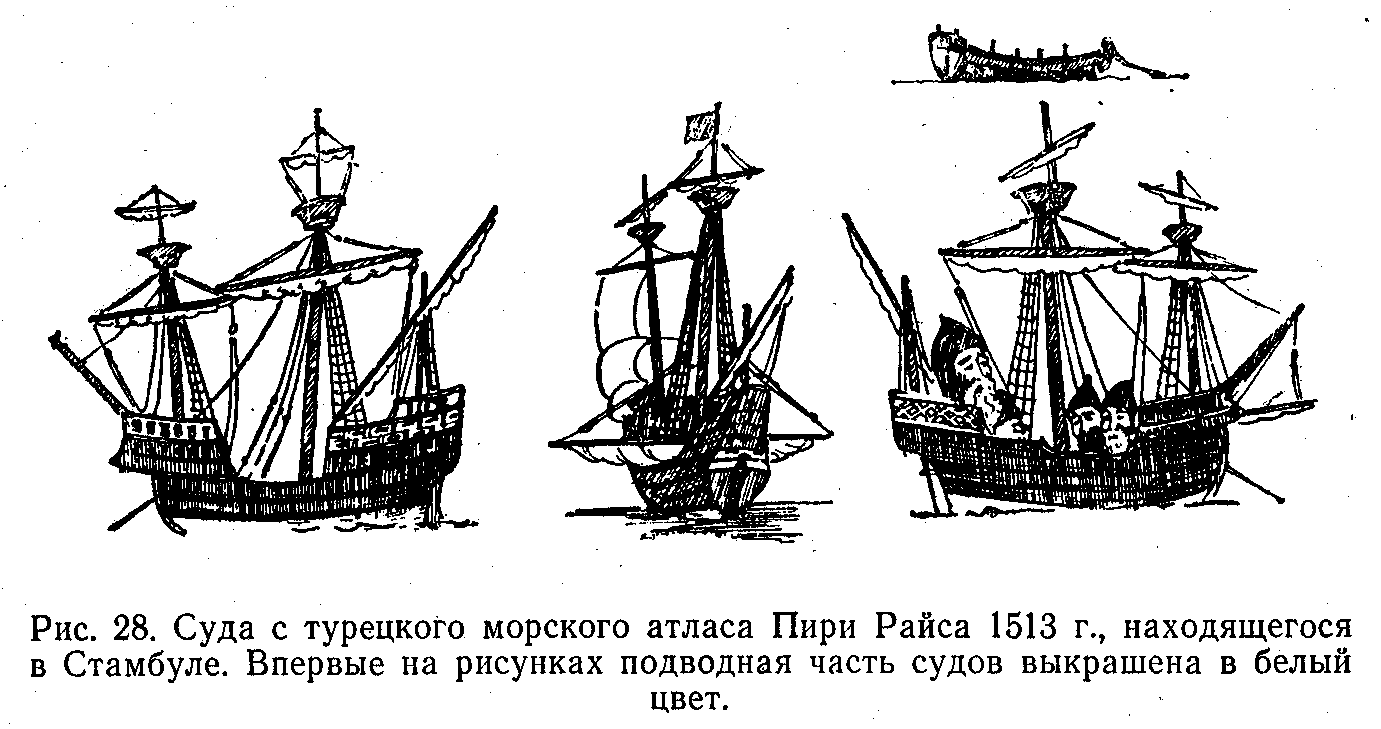 Рис. 28. Суда с турецкого морского атласа Пири Райса 1513 г., находящегося
в Стамбуле. Впервые на рисунках подводная часть судов выкрашена в белый
цвет.